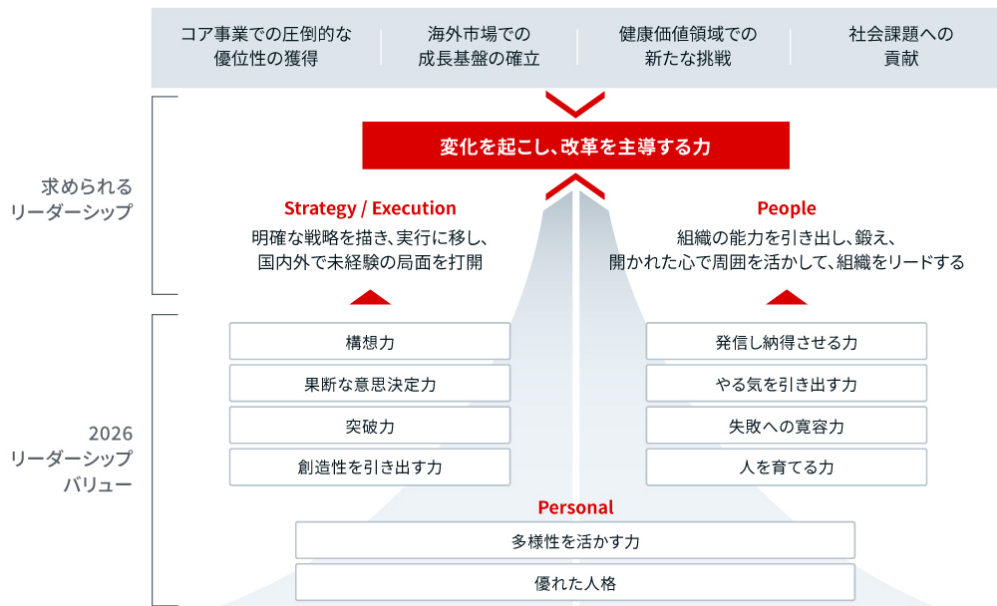 コア事業での圧倒的な
優位性の獲得
海外市場での
成長基盤の確立
健康価値領域での
新たな挑戦
社会課題への
貢献
求められる
リーダーシップ
変化を起こし、改革を主導する力
Strategy / Execution
明確な戦略を描き、実行に移し、
国内外で未経験の局面を打開
People
組織の能力を引き出し、鍛え、
開かれた心で周囲を活かして、組織をリードする
2026
リーダーシップ
バリュー
構想力
果断な意思決定力
突破力
創造性を引き出す力
発信し納得させる力
やる気を引き出す力
失敗への寛容力
人を育てる力
Personal
多様性を活かす力
優れた人格